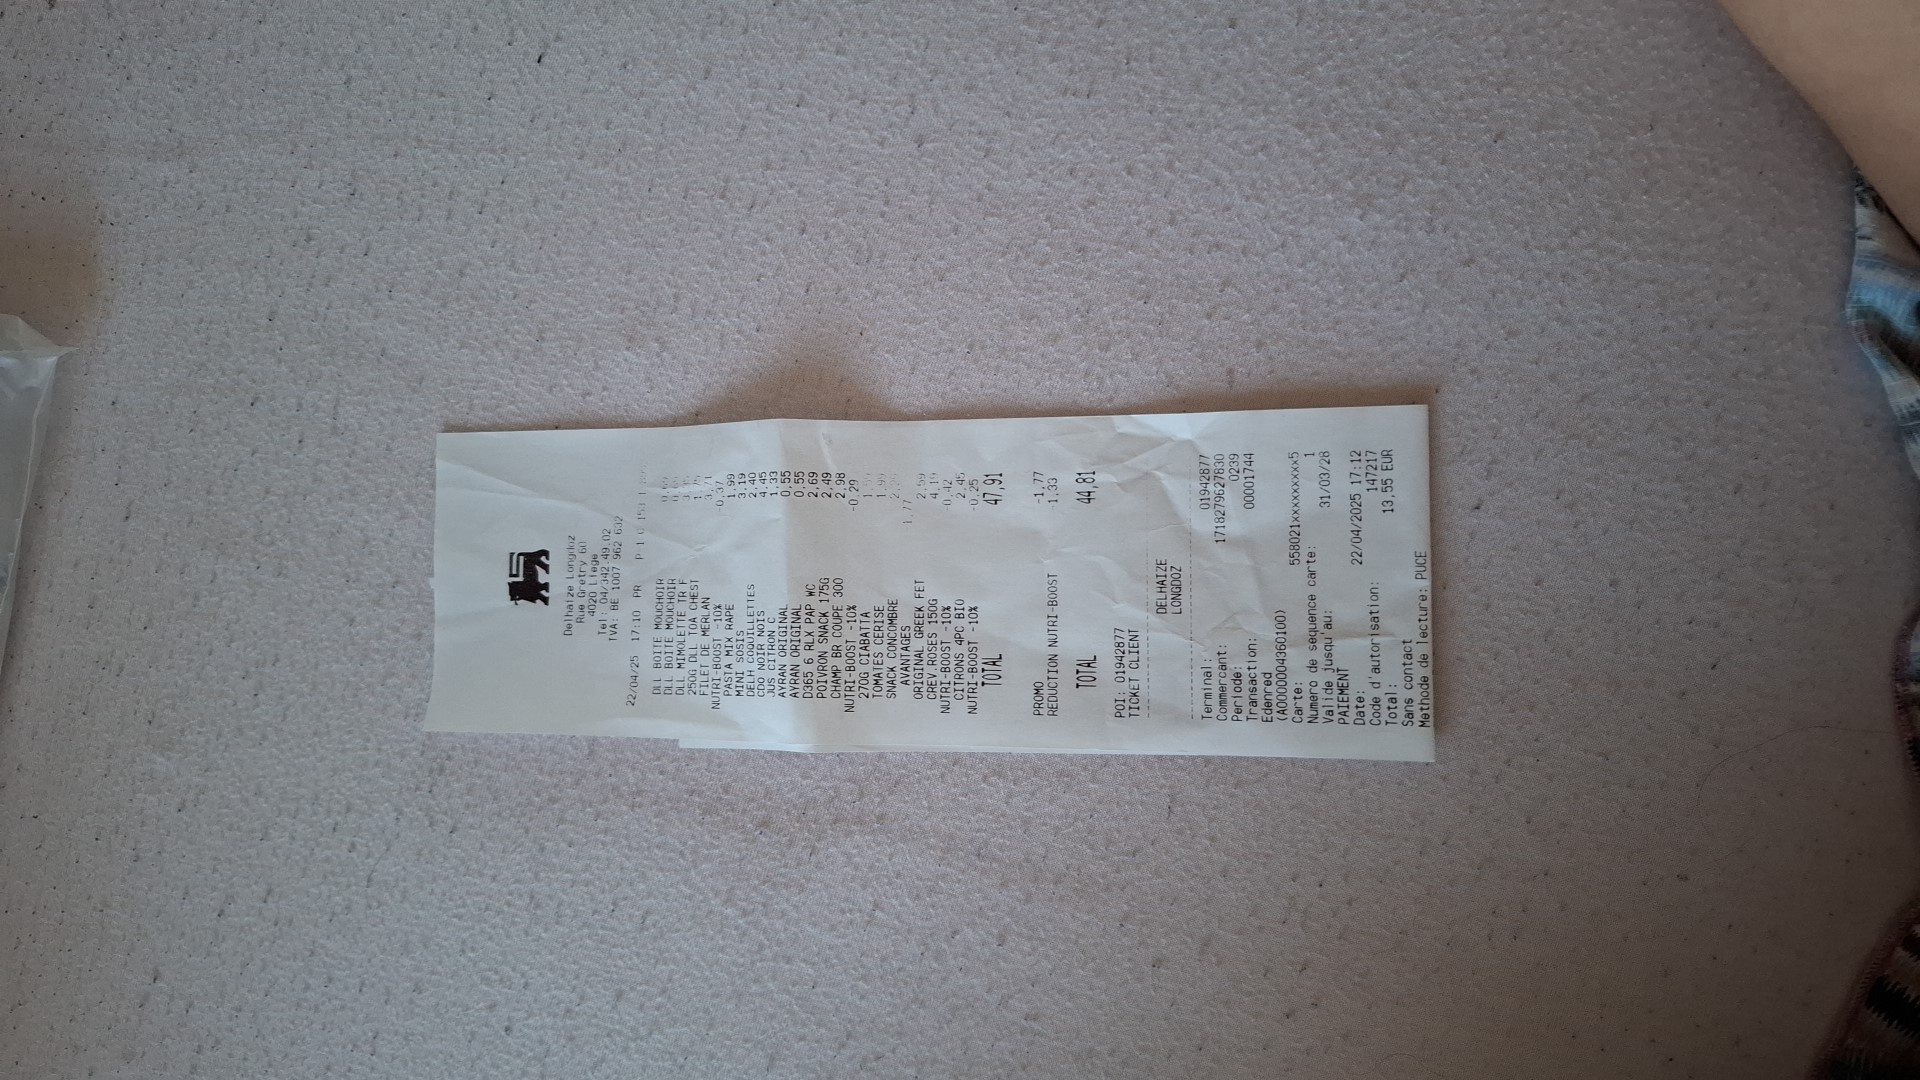 Delhaize Longdoz
Rue Gretry 60
4020 Liege
Tel : 04/342.49.02
TVA: BE 1007 962 632
22/04/25 17:10 PR
DLL BOITE MOUCHOIR
DLL BOITE MOUCHOIR
DLL MIMOLETTE TR F
250G DLL TOA CHEST
FILET DE MERLAN 3,71
NUTRI-BOOST -10% -0,37
PASTA MIX RAPE 1,99
MINI SOSIS 3,19
DELH COQUILLETTES 2,40
CDO NOIR NOIS 4,45
JUS CITRON C 1,33
AYRAN ORIGINAL 0,55
AYRAN ORIGINAL 0,55
D365 6 RLX PAP WC 2,69
POIVRON SNACK 175G 2,49
CHAMP BR COUPE 300 2,98
NUTRI-BOOST -10% -0,29
270G CIABATTA
TOMATES CERISE
SNACK CONCOMBRE
AVANTAGES 1,77
ORIGINAL GREEK FET 2,59
CREV.ROSES 150G 4,19
NUTRI-BOOST -10% -0,42
CITRONS 4PC BIO 2,45
NUTRI-BOOST -10% -0,25
TOTAL 47,91
PROMO -1,77
REDUCTION NUTRI-BOOST -1,33
TOTAL 44,81
POI: 01942877
TICKET CLIENT
DELHAIZE
LONGDOZ
Terminal: 01942877
Commercant: 1718279627830
Periode: 0239
Transaction: 00001744
Edenred
(A0000004360100)
Carte: 558021xxxxxxxxx5
Numero de sequence carte: 1
Valide jusqu'au: 31/03/28
PAIEMENT
Date: 22/04/2025 17:12
Code d'autorisation: 147217
Total: 13,55 EUR
Sans contact
Methode de lecture: PUCE